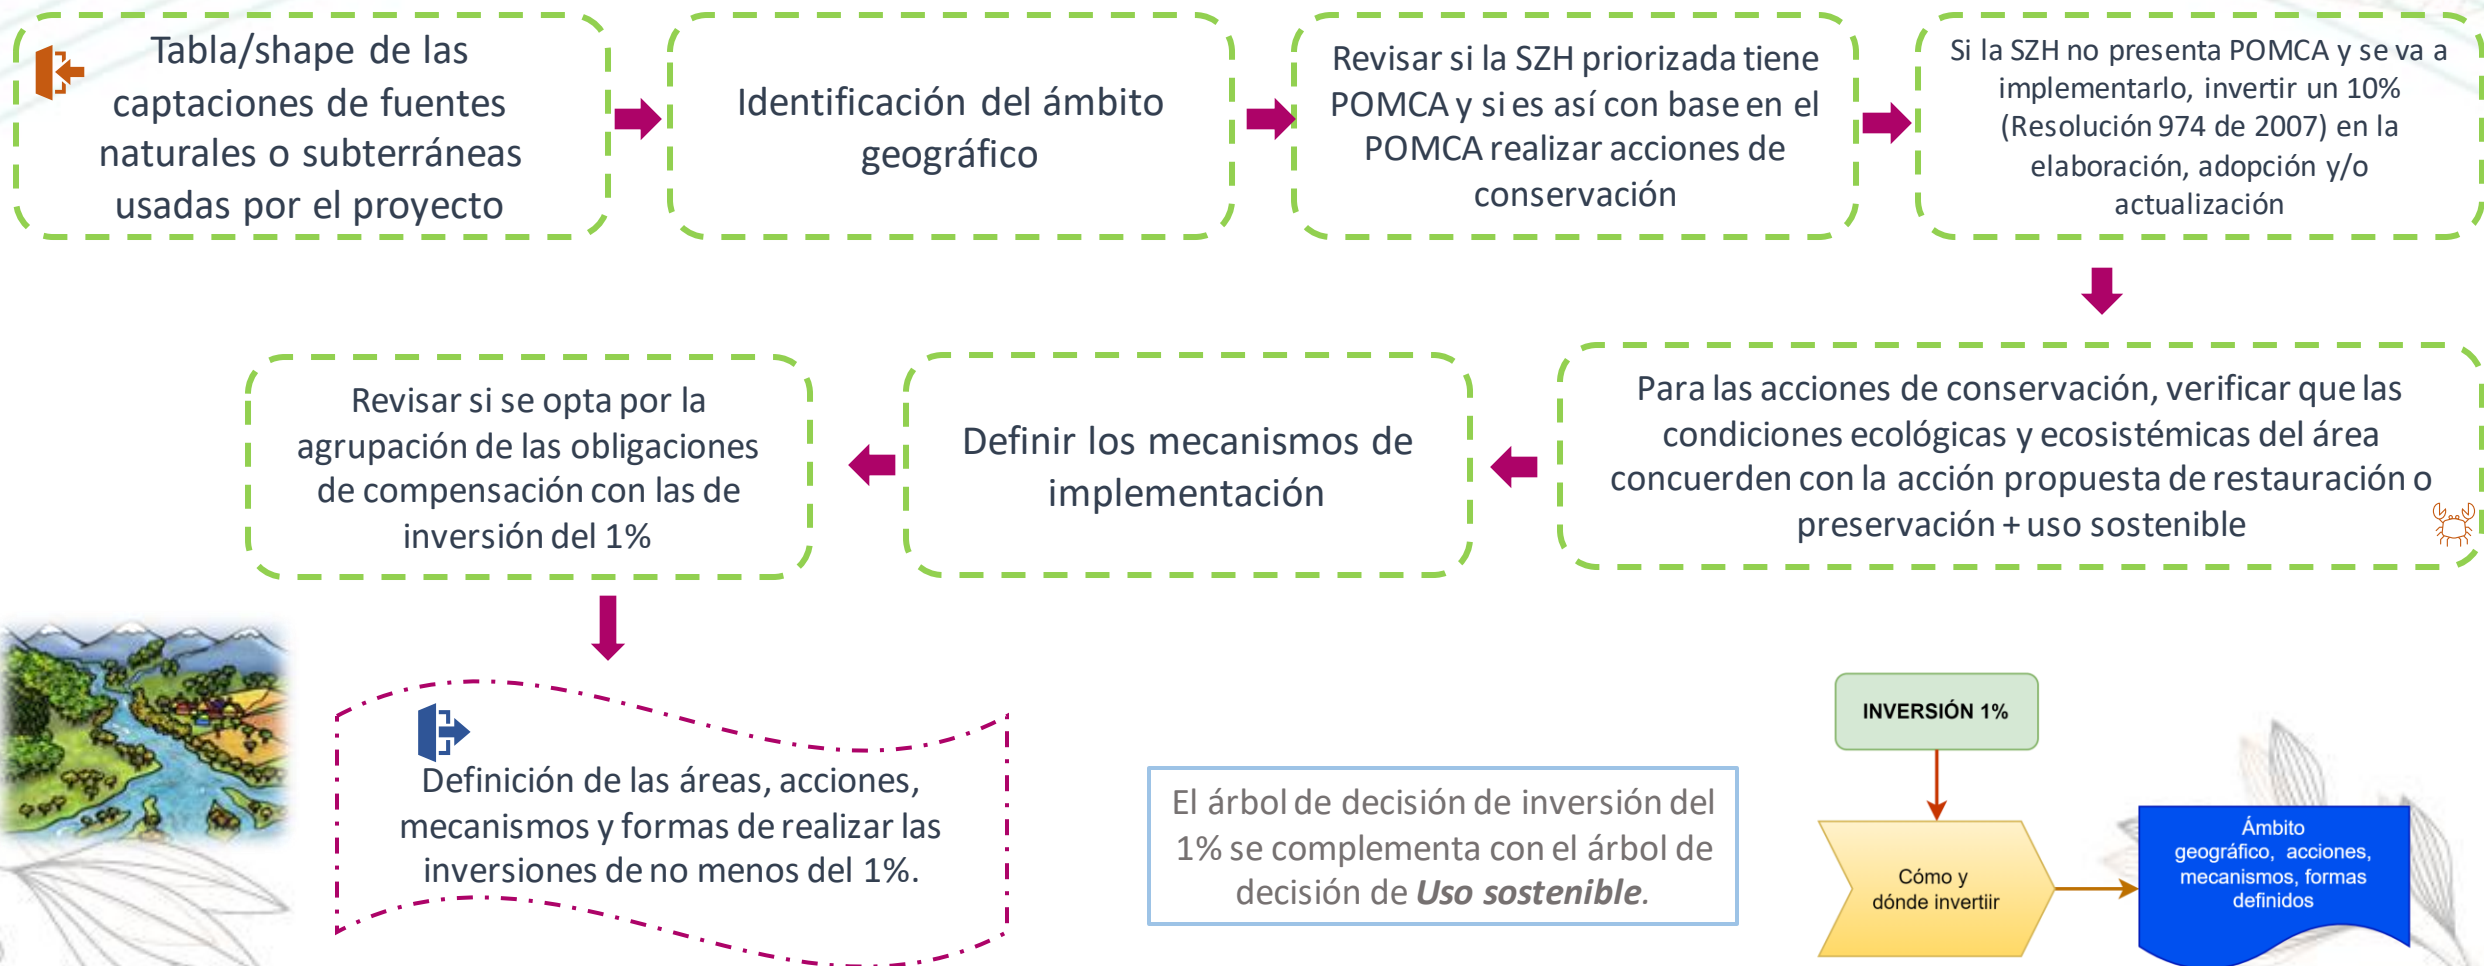 Tabla/shape de las
captaciones de fuentes
naturales o subterráneas
usadas por el proyecto
Identificación del ámbito
geográfico
Revisar si la SZH priorizada tiene
POMCA y si es así con base en el
POMCA realizar acciones de
conservación
Si la SZH no presenta POMCA y se va a
implementarlo, invertir un 10%
(Resolución 974 de 2007) en la
elaboración, adopción y/o
actualización
Para las acciones de conservación, verificar que las
condiciones ecológicas y ecosistémicas del área
concuerden con la acción propuesta de restauración o
preservación + uso sostenible
Definir los mecanismos de
implementación
Revisar si se opta por la
agrupación de las obligaciones
de compensación con las de
inversión del 1%
Definición de las áreas, acciones,
mecanismos y formas de realizar las
inversiones de no menos del 1%.
El árbol de decisión de inversión del
1% se complementa con el árbol de
decisión de Uso sostenible.
INVERSIÓN 1%
Cómo y
dónde invertiir
Ámbito
geográfico, acciones,
mecanismos, formas
definidos